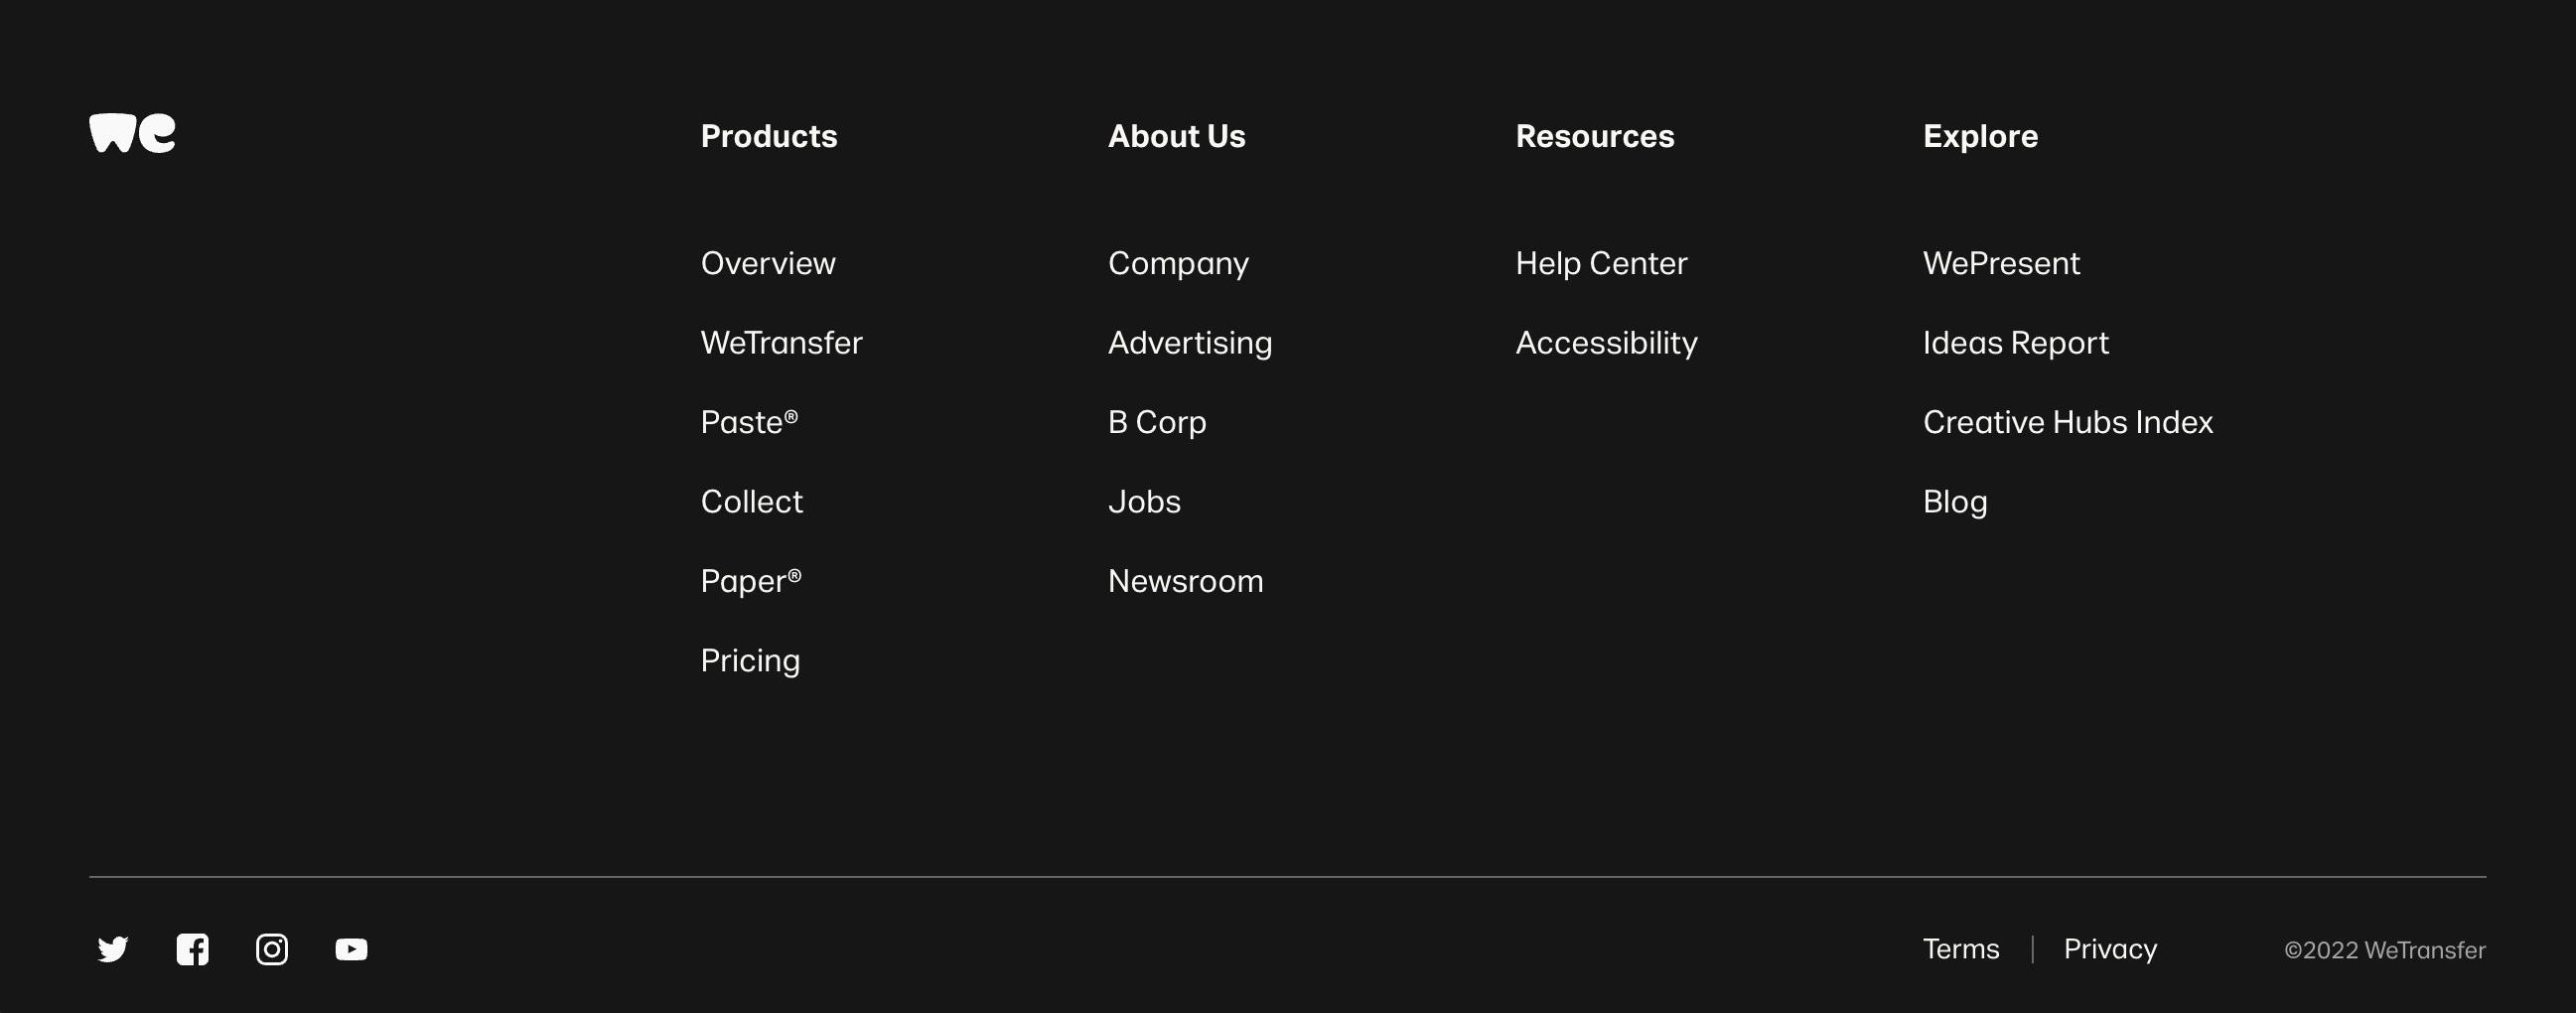 we
Products
Overview
WeTransfer
Paste®
Collect
Paper®
Pricing
About Us
Company
Advertising
B Corp
Jobs
Newsroom
Resources
Help Center
Accessibility
Explore
WePresent
Ideas Report
Creative Hubs Index
Blog
Terms | Privacy
©2022 WeTransfer